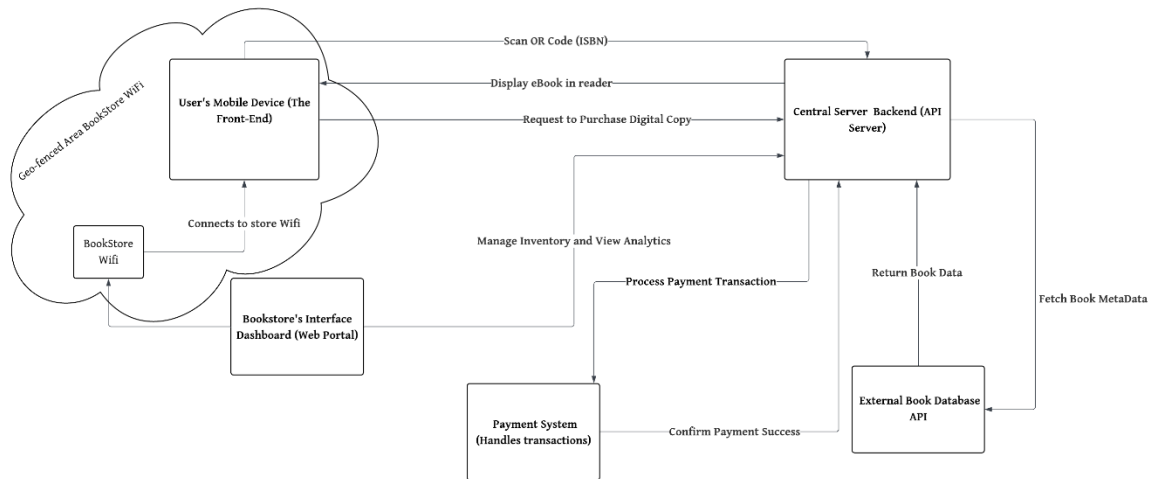 Scan OR Code (ISBN)
Geo-fenced Area BookStore WiFi
User's Mobile Device (The
Front-End)
Display eBook in reader
Request to Purchase Digital Copy
Central Server Backend (API
Server)
Connects to store Wifi
BookStore
Wifi
Manage Inventory and View Analytics
Process Payment Transaction
Return Book Data
Fetch Book MetaData
Bookstore's Interface
Dashboard (Web Portal)
Payment System
(Handles transactions)
Confirm Payment Success
External Book Database
API